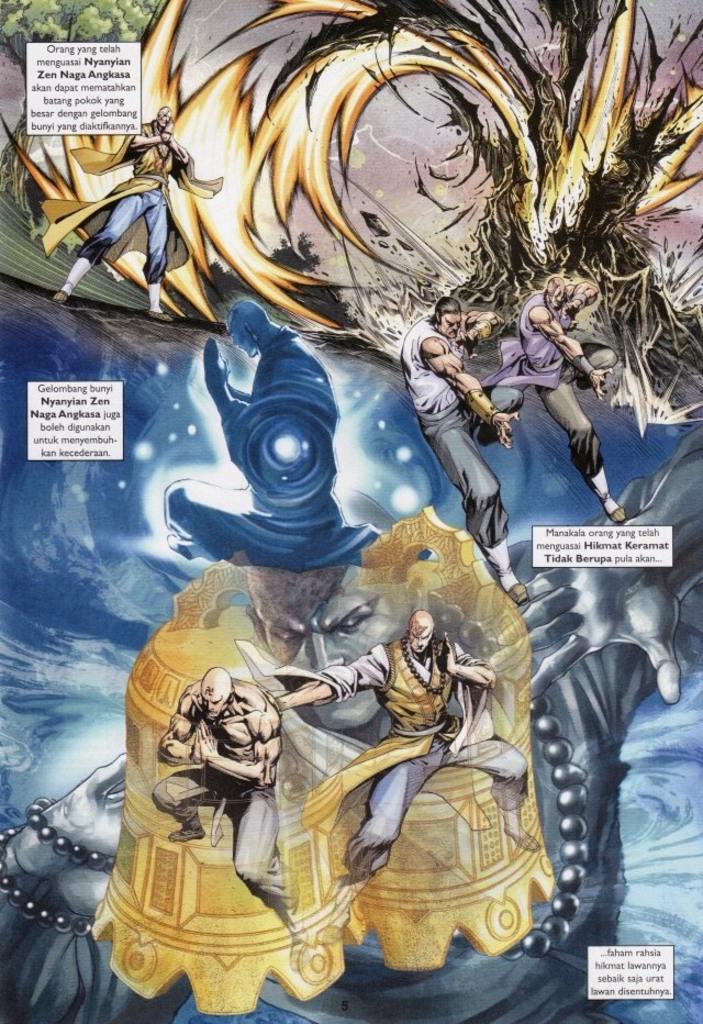 Orang yang telah
menguasai Nyanyian
Zen Naga Angkasa
akan dapat mematahkan
batang pokok yang
besar dengan gelombang
bunyi yang diaktifkannya.
Gelombang bunyi
Nyanyian Zen
Naga Angkasa juga
boleh digunakan
untuk menyembuh-
kan kecederaan.
Manakala orang yang telah
menguasai Hikmat Keramat
Tidak Berupa pula akan...
...faham rahsia
hikmat lawannya
sebaik saja urat
lawan disentuhnya.
5